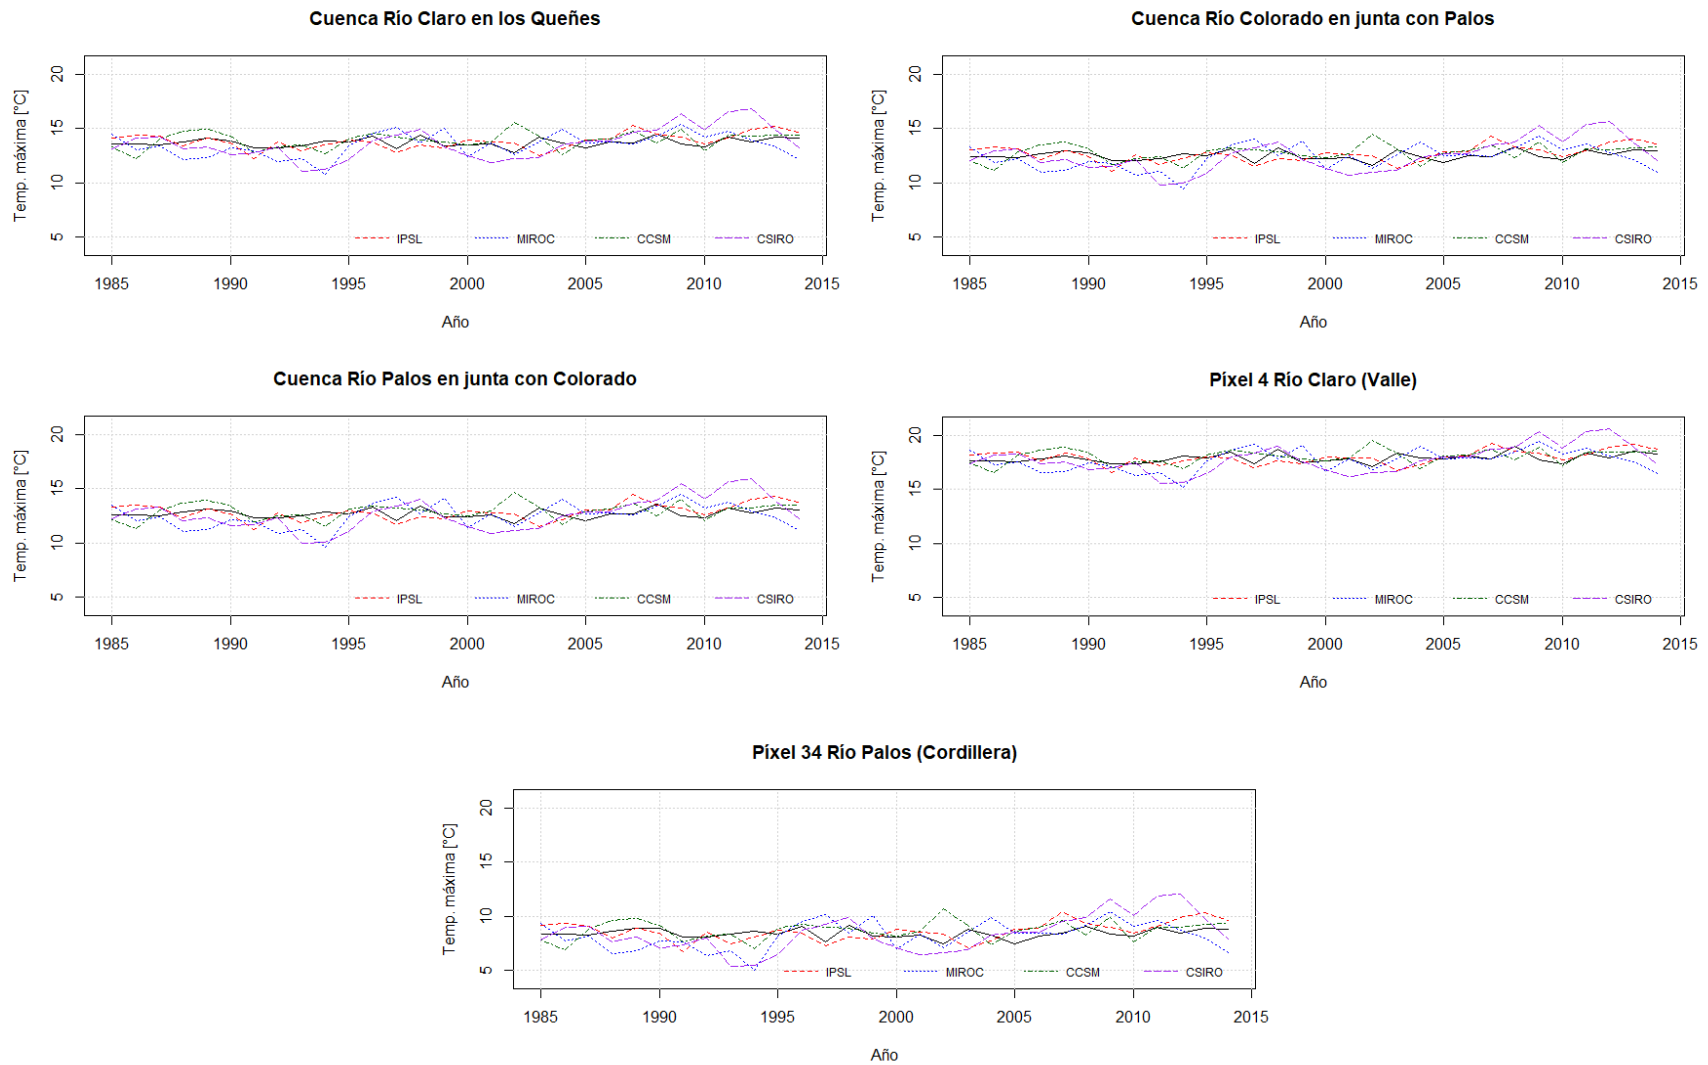 Cuenca Río Claro en los Queñes
Temp. máxima [°C]
20
15
10
5
IPSL MIROC CCSM CSIRO
1985 1990 1995 2000 2005 2010 2015
Año
Cuenca Río Colorado en junta con Palos
Temp. máxima [°C]
20
15
10
5
IPSL MIROC CCSM CSIRO
1985 1990 1995 2000 2005 2010 2015
Año
Cuenca Río Palos en junta con Colorado
Temp. máxima [°C]
20
15
10
5
IPSL MIROC CCSM CSIRO
1985 1990 1995 2000 2005 2010 2015
Año
Píxel 4 Río Claro (Valle)
Temp. máxima [°C]
20
15
10
5
IPSL MIROC CCSM CSIRO
1985 1990 1995 2000 2005 2010 2015
Año
Píxel 34 Río Palos (Cordillera)
Temp. máxima [°C]
20
15
10
5
IPSL MIROC CCSM CSIRO
1985 1990 1995 2000 2005 2010 2015
Año